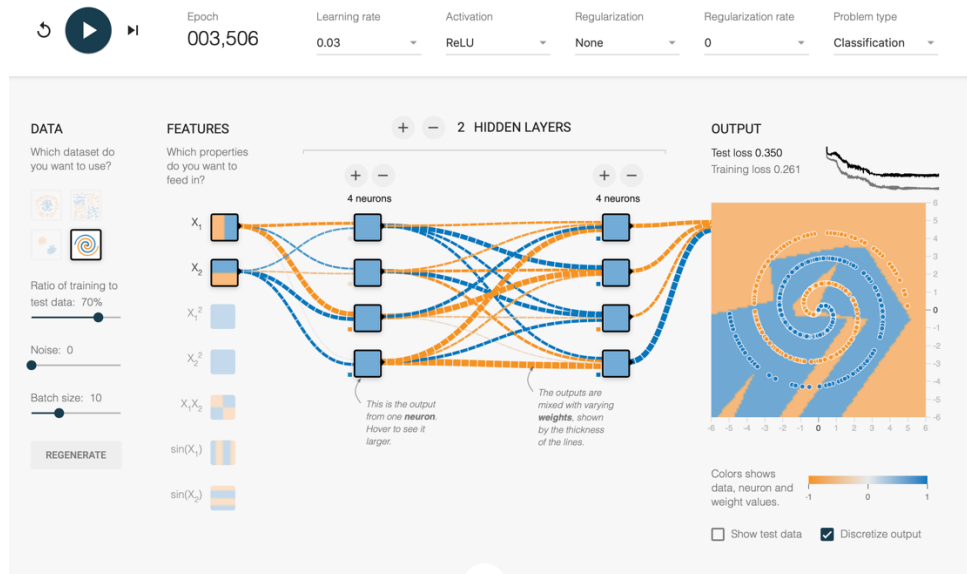 Epoch
003,506
Learning rate
0.03
Activation
ReLU
Regularization
None
Regularization rate
0
Problem type
Classification
DATA
Which dataset do
you want to use?
Ratio of training to
test data: 70%
Noise: 0
Batch size: 10
REGENERATE
FEATURES
Which properties
do you want to
feed in?
X₁
X₂
X₁²
X₂²
X₁X₂
sin(X₁)
sin(X₂)
+ − 2 HIDDEN LAYERS
+ −
4 neurons
+ −
4 neurons
This is the output
from one neuron.
Hover to see it
larger.
The outputs are
mixed with varying
weights, shown
by the thickness
of the lines.
OUTPUT
Test loss 0.350
Training loss 0.261
6
5
4
3
2
1
0
-1
-2
-3
-4
-5
-6
-6 -5 -4 -3 -2 -1 0 1 2 3 4 5 6
Colors shows
data, neuron and
weight values.
-1 0 1
Show test data
Discretize output